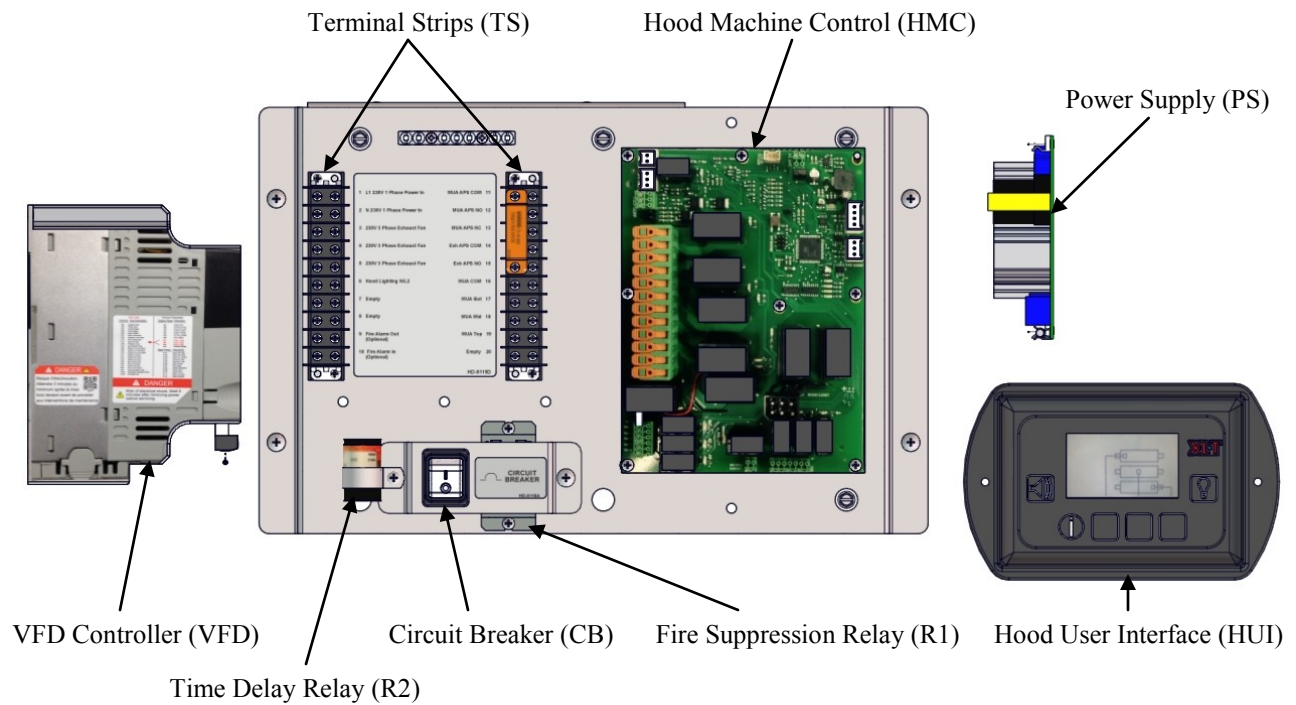 Terminal Strips (TS)
Hood Machine Control (HMC)
Power Supply (PS)
1 L1 230V 1 Phase Power In MUA APS COM 11
2 N 230V 1 Phase Power In MUA APS NO 12
3 230V 3 Phase Exhaust Fan MUA APS NC 13
4 230V 3 Phase Exhaust Fan Exh APS COM 14
5 230V 3 Phase Exhaust Fan Exh APS NO 15
6 Hood Lighting WL2 MUA COM 16
7 Empty MUA Bot 17
8 Empty MUA Mid 18
9 Fire Alarm Out MUA Top 19
(Optional)
10 Fire Alarm In Empty 20
(Optional)
HD-8119D
DANGER
DANGER
CIRCUIT
BREAKER
VFD Controller (VFD)
Circuit Breaker (CB)
Fire Suppression Relay (R1)
Hood User Interface (HUI)
Time Delay Relay (R2)